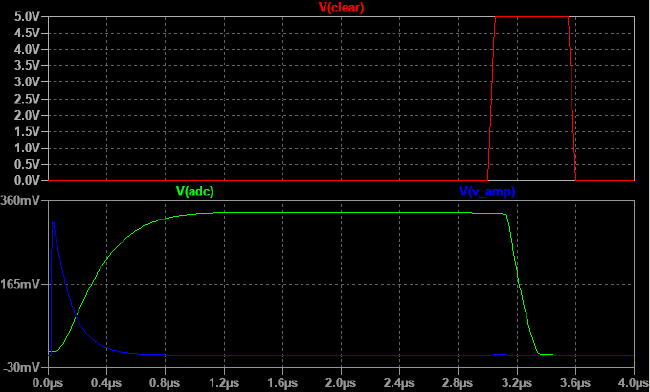 V(clear)
5.0V
4.5V
4.0V
3.5V
3.0V
2.5V
2.0V
1.5V
1.0V
0.5V
0.0V
V(adc) V(v_amp)
360mV
165mV
-30mV
0.0µs 0.4µs 0.8µs 1.2µs 1.6µs 2.0µs 2.4µs 2.8µs 3.2µs 3.6µs 4.0µs